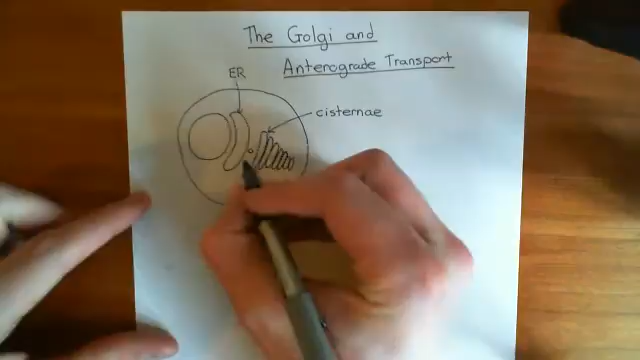 The Golgi and
Anterograde Transport
ER
cisternae